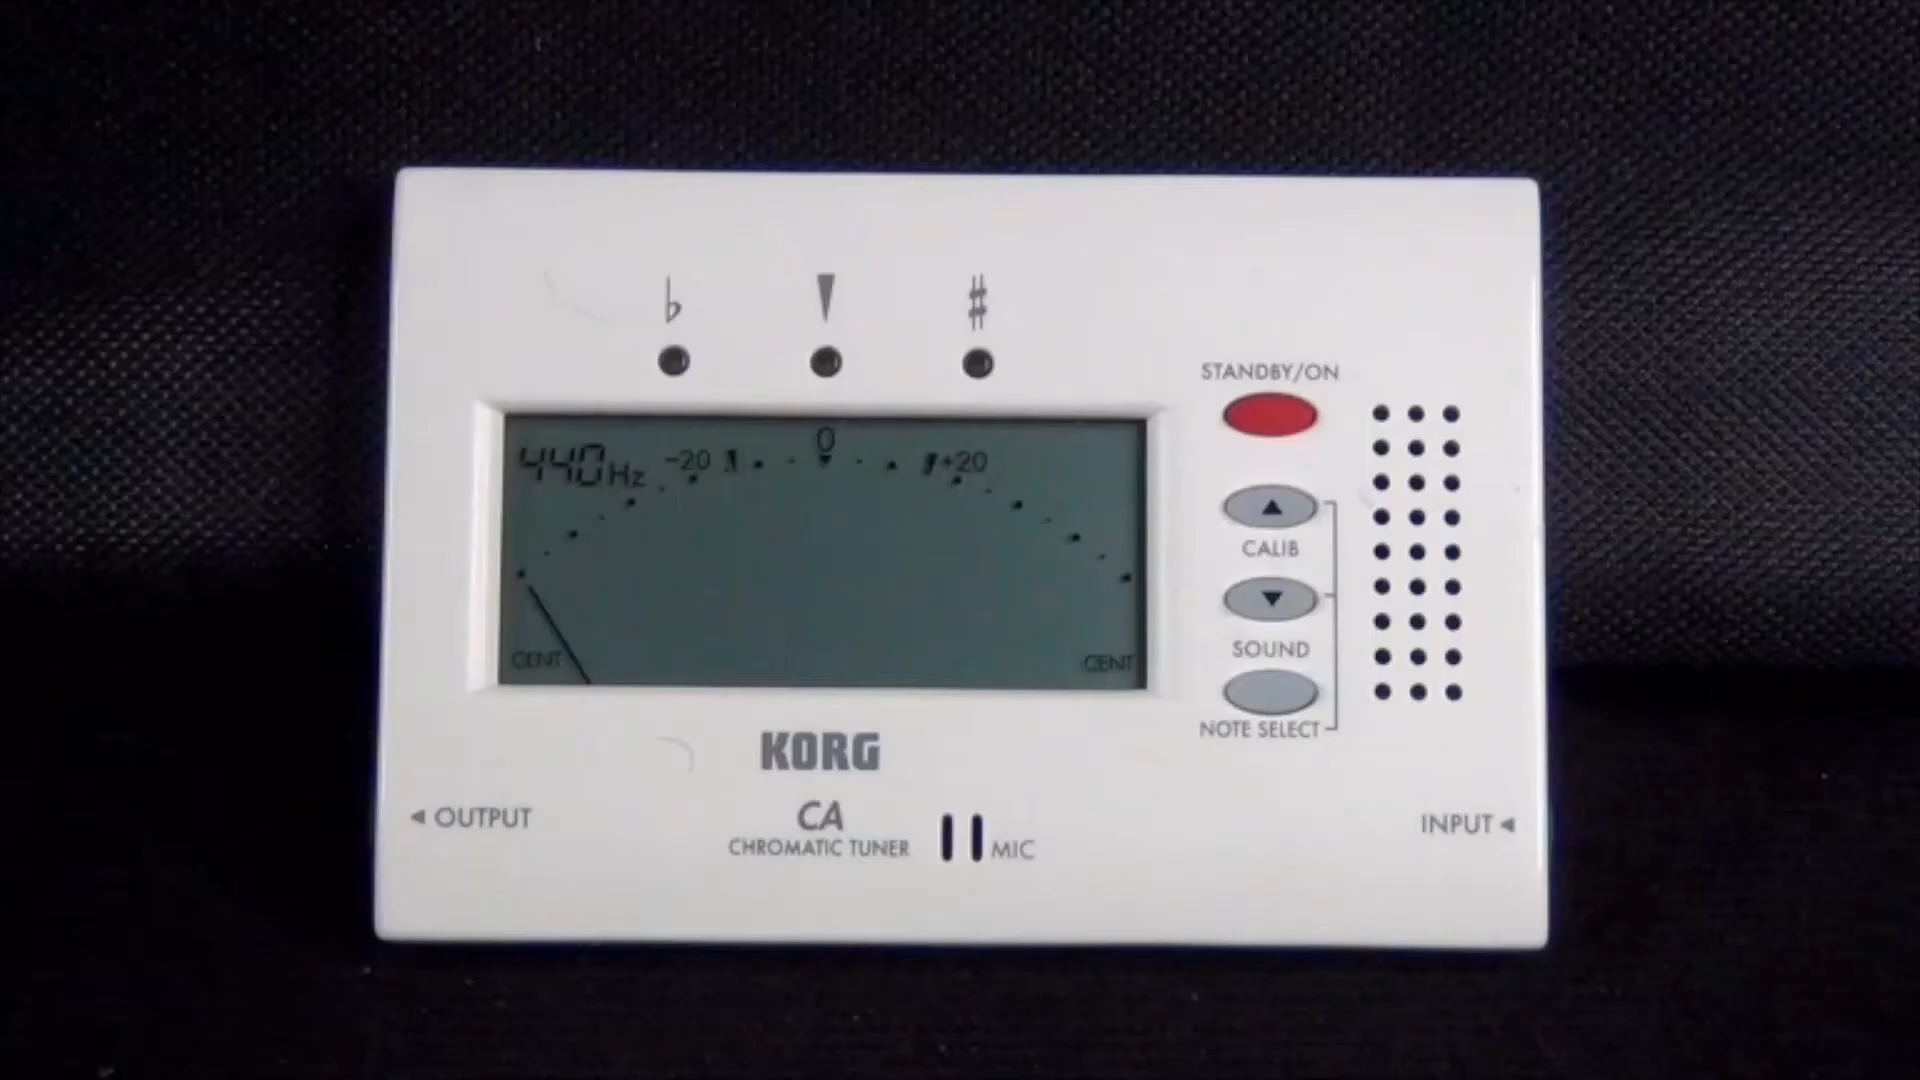 ♭ ▼ ♯
STANDBY/ON
440Hz -20 0 +20
CALIB
SOUND
CENT CENT
NOTE SELECT
KORG
CA
CHROMATIC TUNER
MIC
◀ OUTPUT
INPUT ◀